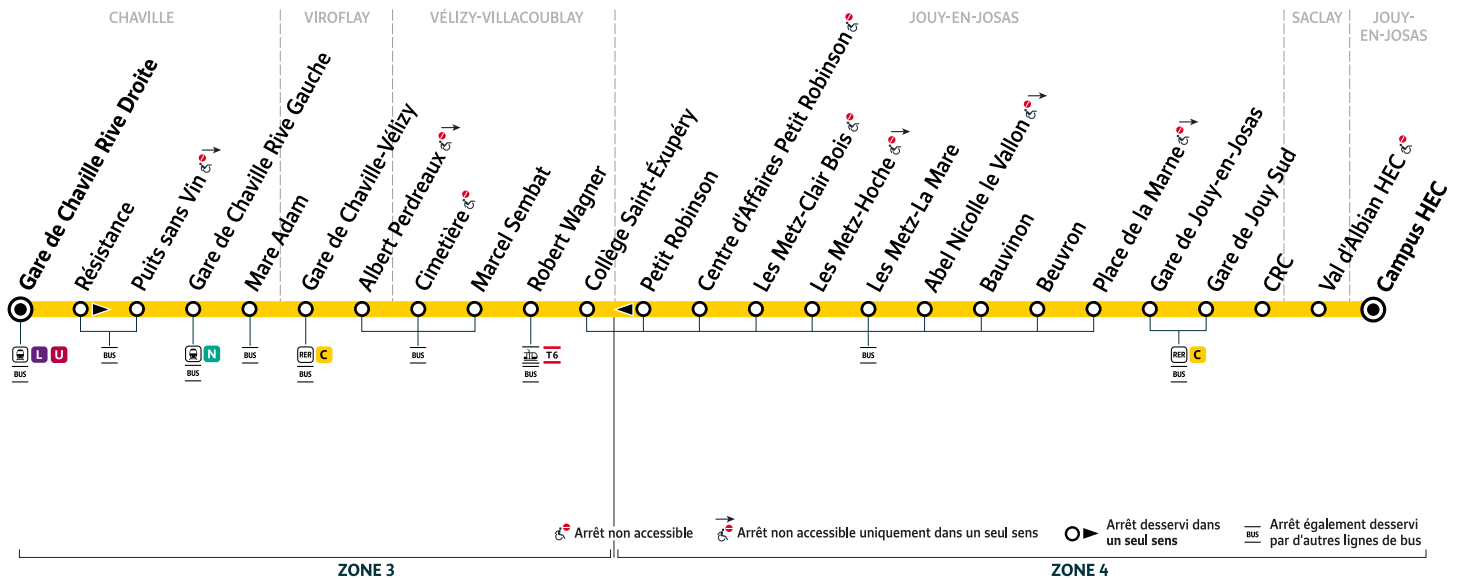 CHAVILLE
VIROFLAY
VÉLIZY-VILLACOUBLAY
JOUY-EN-JOSAS
SACLAY
JOUY-
EN-JOSAS
Gare de Chaville Rive Droite
Résistance
Puits sans Vin
Gare de Chaville Rive Gauche
Mare Adam
Gare de Chaville-Vélizy
Albert Perdreaux
Cimetière
Marcel Sembat
Robert Wagner
Collège Saint-Éxupéry
Petit Robinson
Centre d'Affaires Petit Robinson
Les Metz-Clair Bois
Les Metz-Hoche
Les Metz-La Mare
Abel Nicolle le Vallon
Bauvinon
Beuvron
Place de la Marne
Gare de Jouy-en-Josas
Gare de Jouy Sud
CRC
Val d'Albian HEC
Campus HEC
L U
BUS
BUS
N
BUS
BUS
RER C
BUS
BUS
T6
BUS
BUS
RER C
BUS
Arrêt non accessible
Arrêt non accessible uniquement dans un seul sens
Arrêt desservi dans
un seul sens
BUS
Arrêt également desservi
par d'autres lignes de bus
ZONE 3
ZONE 4